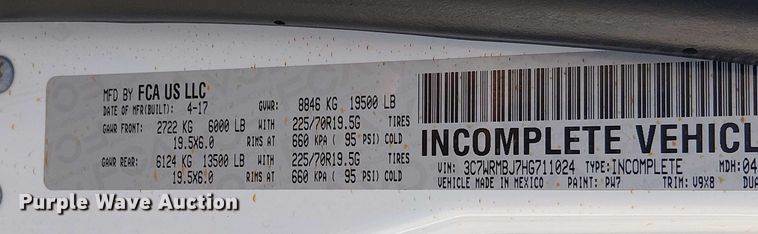 MFD BY FCA US LLC
DATE OF MFR(BUILT): 4-17 GVWR: 8846 KG 19500 LB
GAWR FRONT: 2722 KG 6000 LB WITH 225/70R19.5G TIRES
19.5X6.0 RIMS AT 660 KPA ( 95 PSI) COLD
GAWR REAR: 6124 KG 13500 LB WITH 225/70R19.5G TIRES
19.5X6.0 RIMS AT 660 KPA ( 95 PSI) COLD
INCOMPLETE VEHICL
VIN: 3C7WRMBJ7HG711024 TYPE: INCOMPLETE MDH: 04
VEHICLE MADE IN MEXICO PAINT: PW7 TRIM: V9X8
Purple Wave Auction